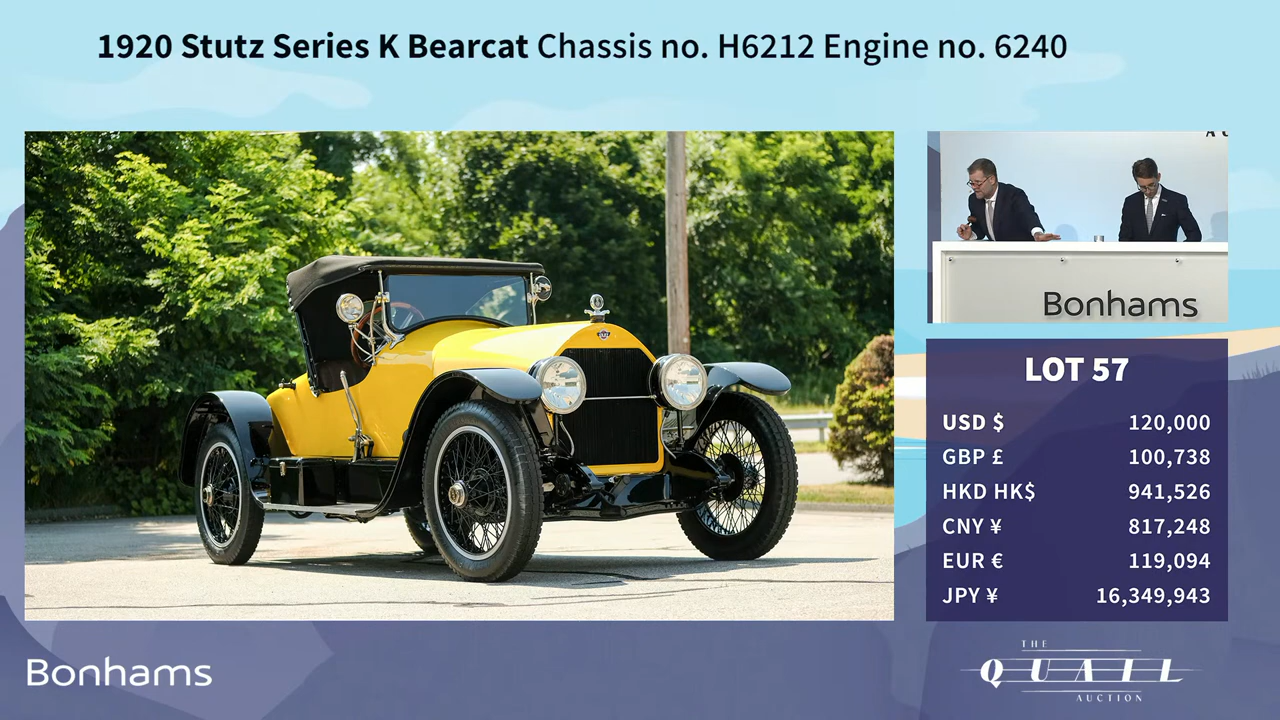 1920 Stutz Series K Bearcat Chassis no. H6212 Engine no. 6240
Bonhams
LOT 57
USD $ 120,000
GBP £ 100,738
HKD HK$ 941,526
CNY ¥ 817,248
EUR € 119,094
JPY ¥ 16,349,943
Bonhams
THE
QUAIL
AUCTION